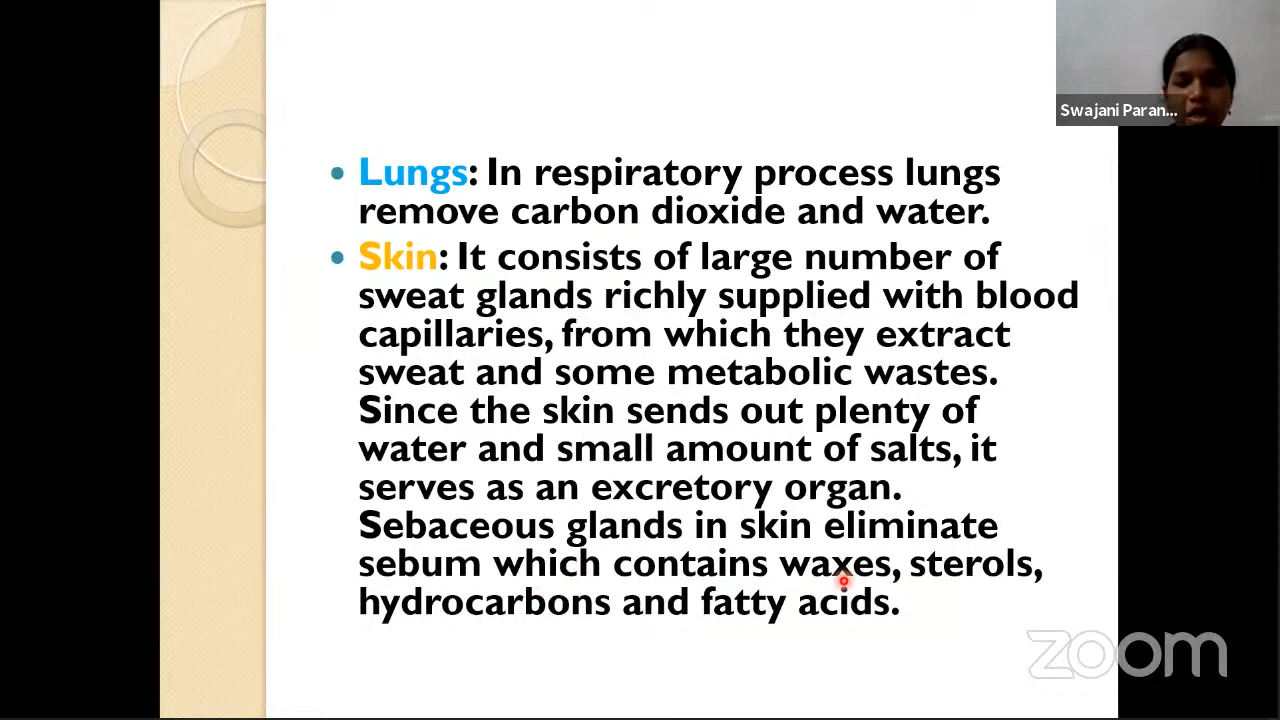 Swajani Paran...
• Lungs: In respiratory process lungs
remove carbon dioxide and water.
• Skin: It consists of large number of
sweat glands richly supplied with blood
capillaries, from which they extract
sweat and some metabolic wastes.
Since the skin sends out plenty of
water and small amount of salts, it
serves as an excretory organ.
Sebaceous glands in skin eliminate
sebum which contains waxes, sterols,
hydrocarbons and fatty acids.
zoom